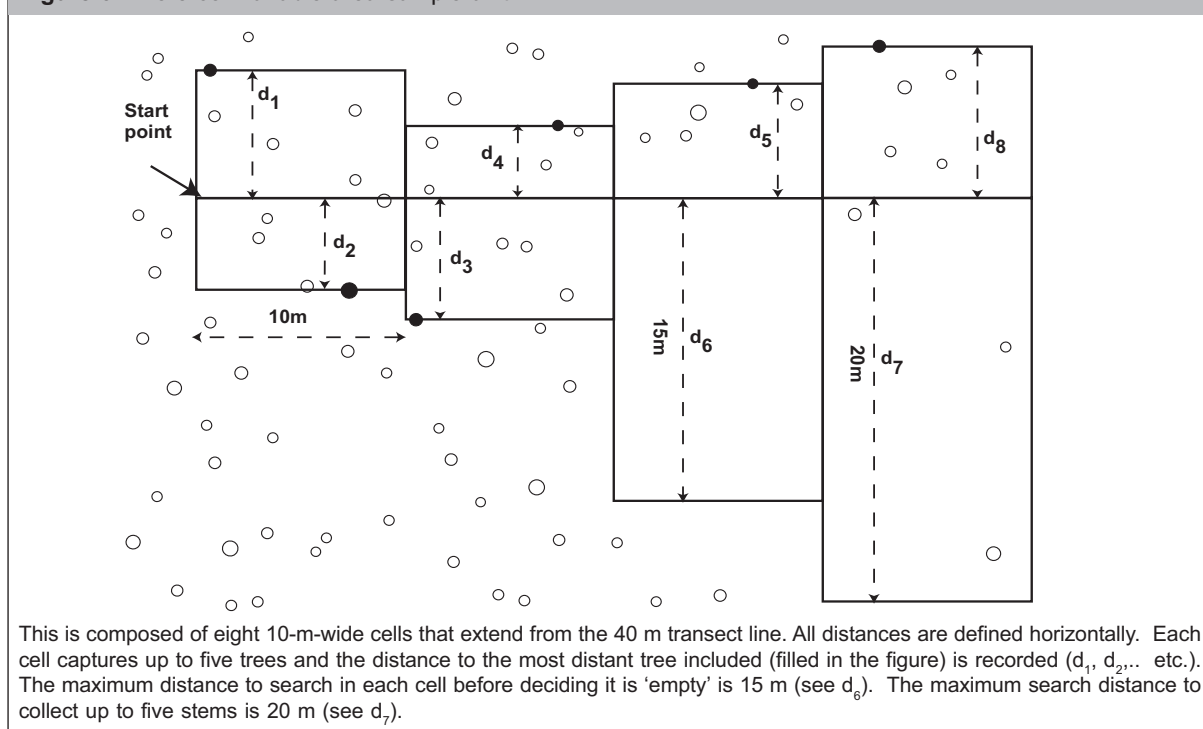 d1
Start
point
d4
d5
d8
d2
d3
10m
15m
d6
20m
d7
This is composed of eight 10-m-wide cells that extend from the 40 m transect line. All distances are defined horizontally. Each
cell captures up to five trees and the distance to the most distant tree included (filled in the figure) is recorded (d1, d2,.. etc.).
The maximum distance to search in each cell before deciding it is ‘empty’ is 15 m (see d6). The maximum search distance to
collect up to five stems is 20 m (see d7).